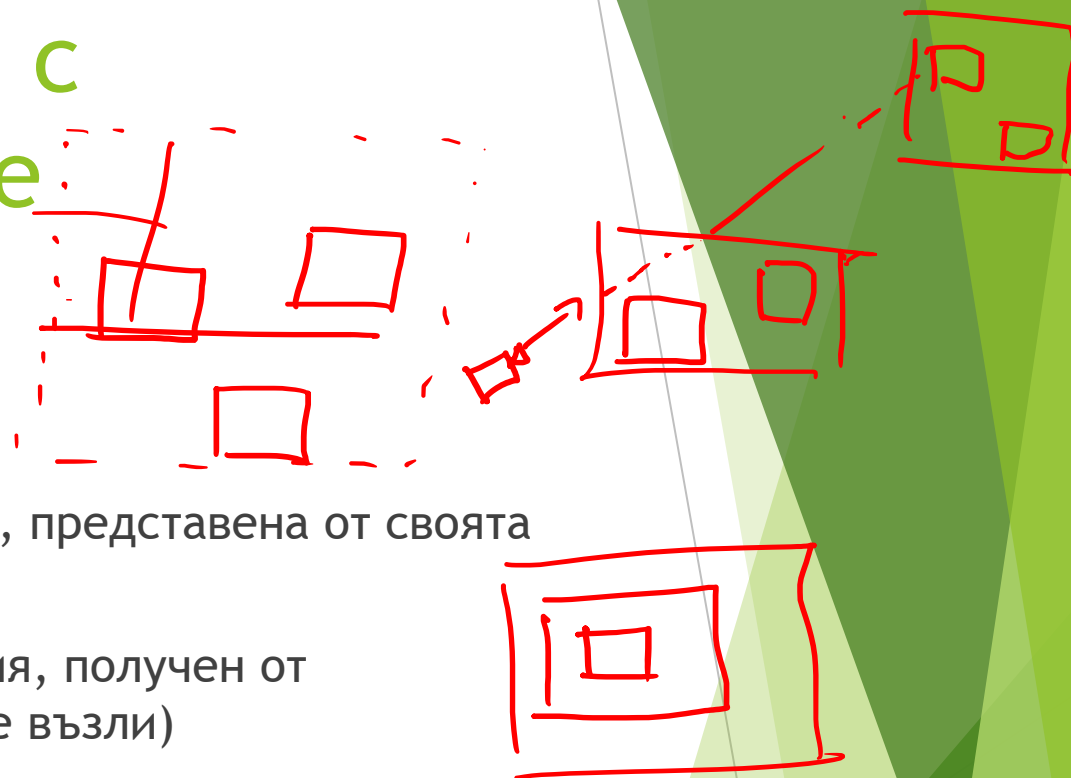 с
е
, представена от своята
ия, получен от
е възли)